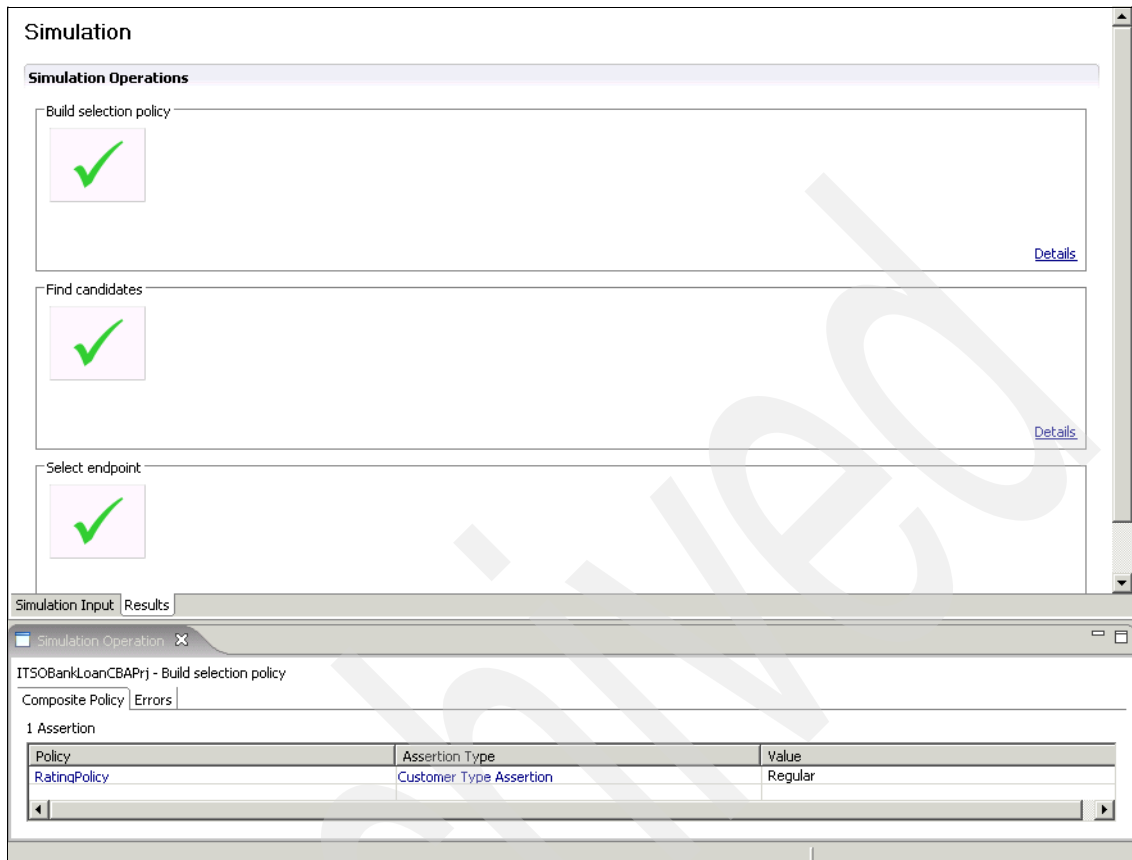 Simulation
Simulation Operations
Build selection policy
Details
Find candidates
Details
Select endpoint
Simulation Input Results
Simulation Operation
ITSOBankLoanCBAPrj - Build selection policy
Composite Policy Errors
1 Assertion
Policy Assertion Type Value
RatingPolicy Customer Type Assertion Regular
hived